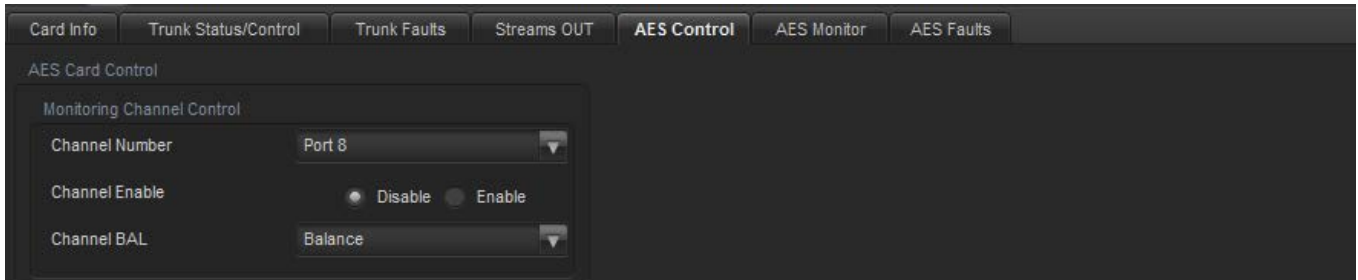 Card Info Trunk Status/Control Trunk Faults Streams OUT AES Control AES Monitor AES Faults
AES Card Control
Monitoring Channel Control
Channel Number Port 8
Channel Enable Disable Enable
Channel BAL Balance